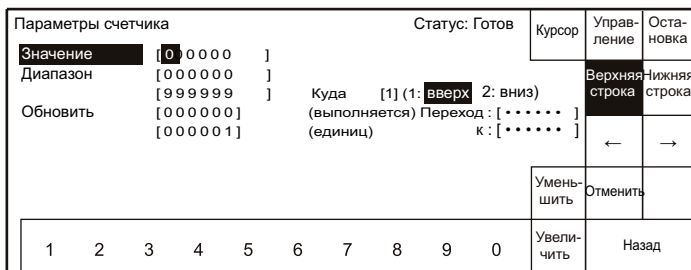 Параметры счетчика Статус: Готов
Значение [000000 ]
Диапазон [000000 ]
[999999 ] Куда [1] (1: вверх 2: вниз)
Обновить [000000] (выполняется) Переход : [•••••• ]
[000001] (единиц) к : [•••••• ]
Курсор
Управ-
ление
Оста-
новка
Верхняя
строка
Нижняя
строка
← →
Умень-
шить
Отменить
1 2 3 4 5 6 7 8 9 0
Увели-
чить
Назад